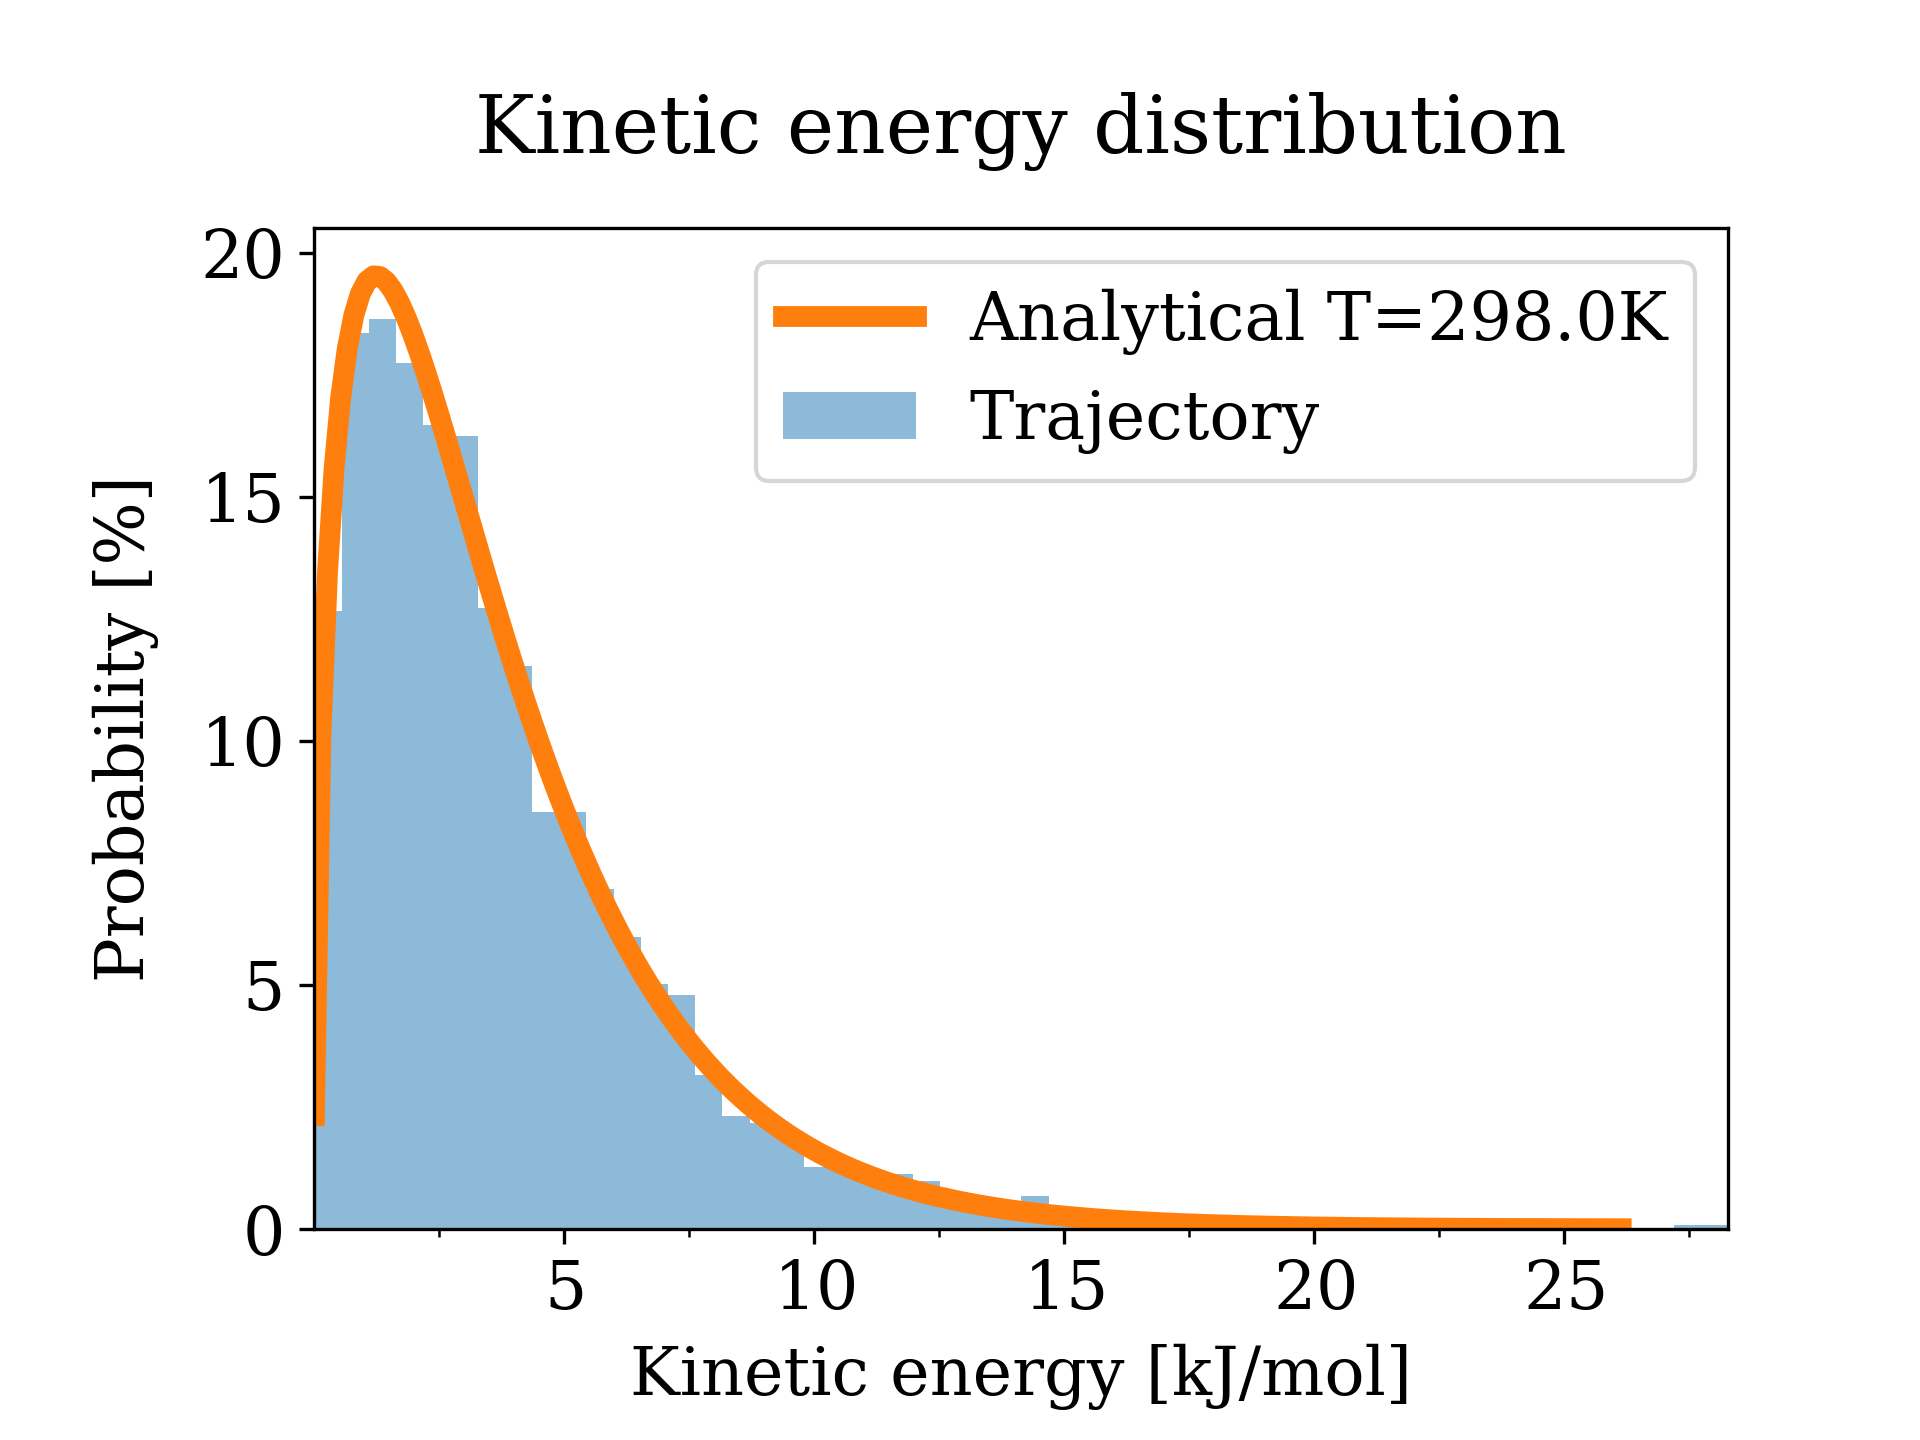 Kinetic energy distribution
20
15
10
5
0
Probability [%]
Analytical T=298.0K
Trajectory
5 10 15 20 25
Kinetic energy [kJ/mol]